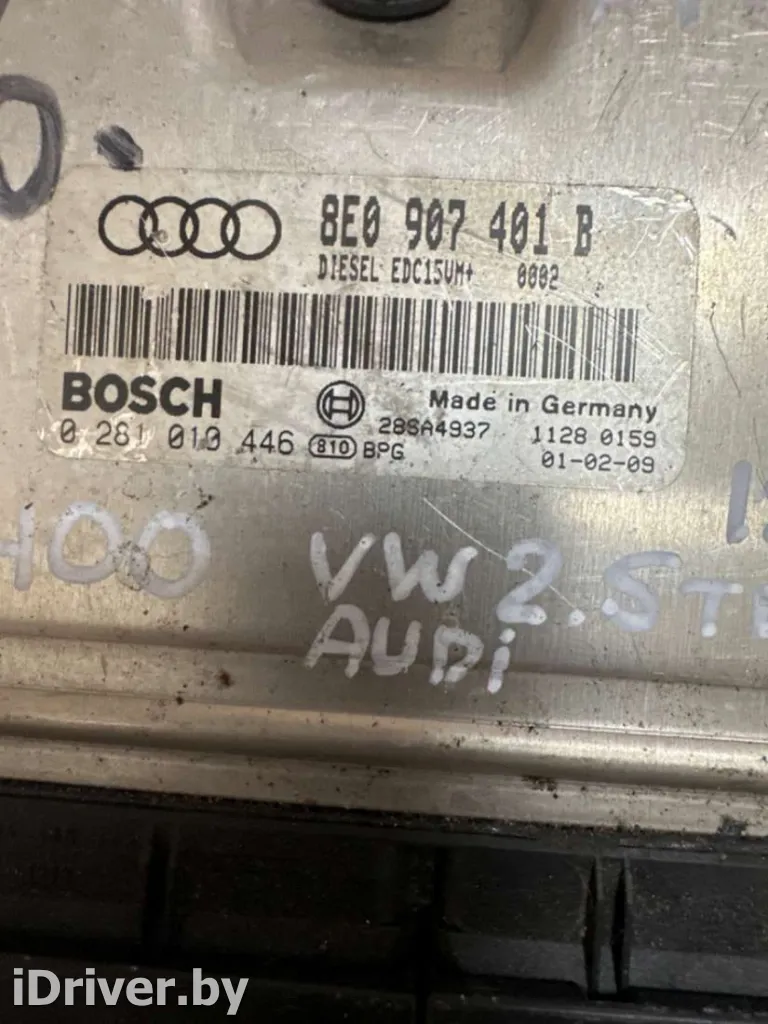 0.
8E0 907 401 B
DIESEL EDC15VM+ 0002
BOSCH
Made in Germany
0 281 010 446 810 BPG 28SA4937 1128 0159
01-02-09
VW 2.5
AUDi
iDriver.by